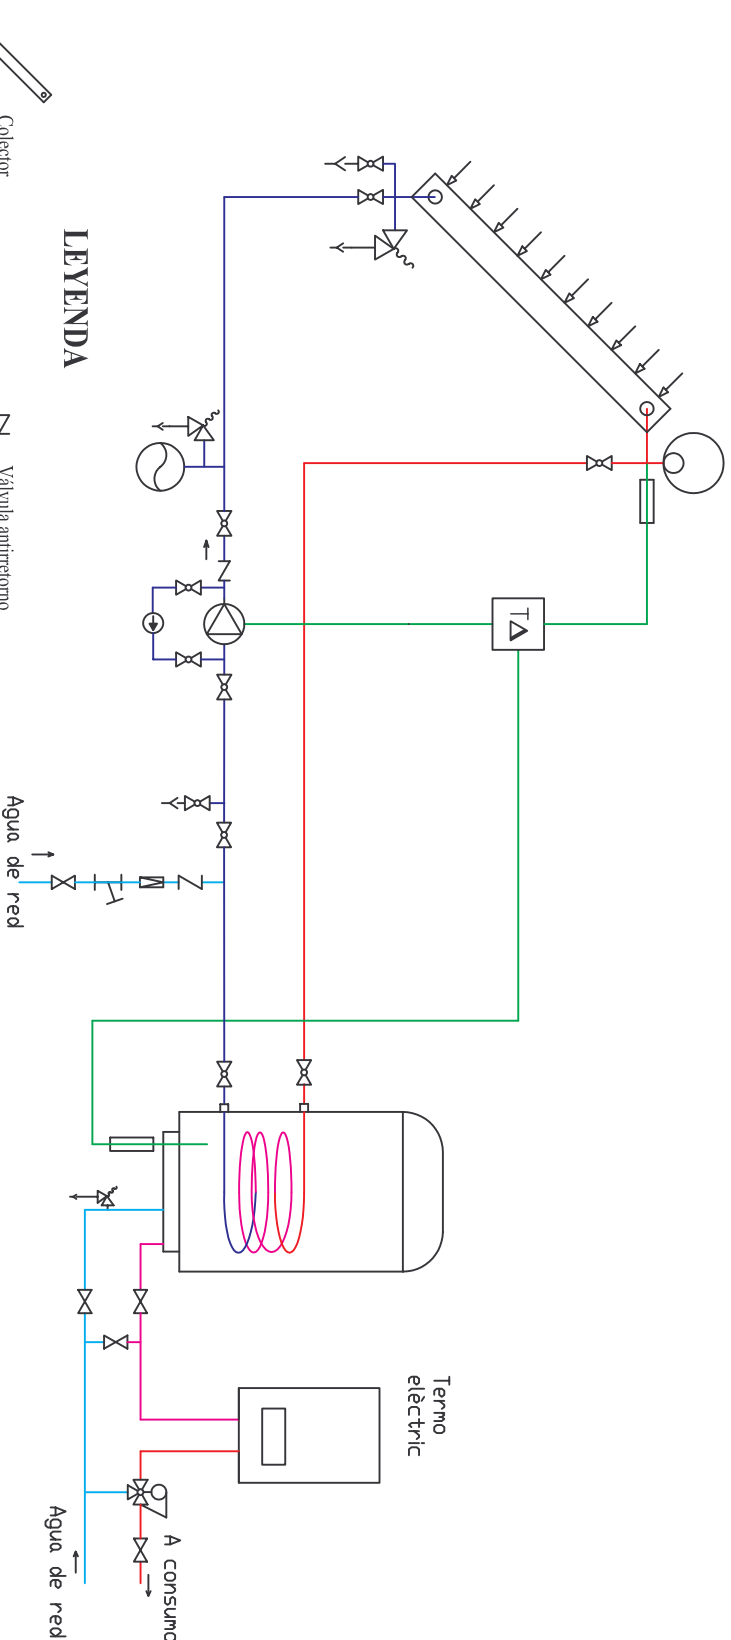 Colector
LEYENDA
Válvula antirretorno
T
Agua de red
Termo
elèctric
Agua de red
A consumo